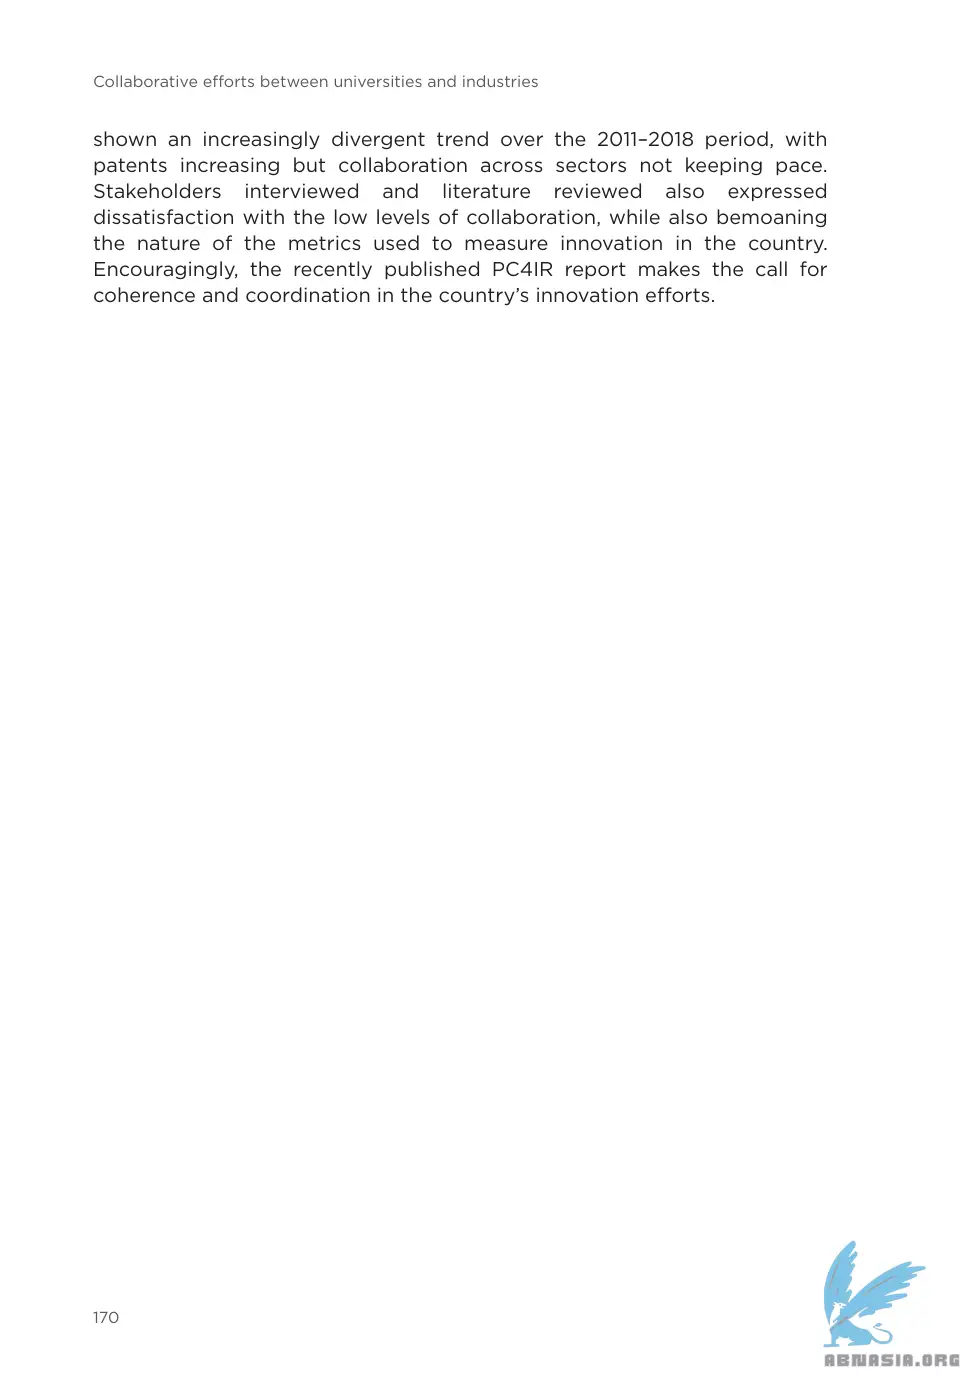 Collaborative efforts between universities and industries
shown an increasingly divergent trend over the 2011–2018 period, with
patents increasing but collaboration across sectors not keeping pace.
Stakeholders interviewed and literature reviewed also expressed
dissatisfaction with the low levels of collaboration, while also bemoaning
the nature of the metrics used to measure innovation in the country.
Encouragingly, the recently published PC4IR report makes the call for
coherence and coordination in the country’s innovation efforts.
170
ABNASIA.ORG